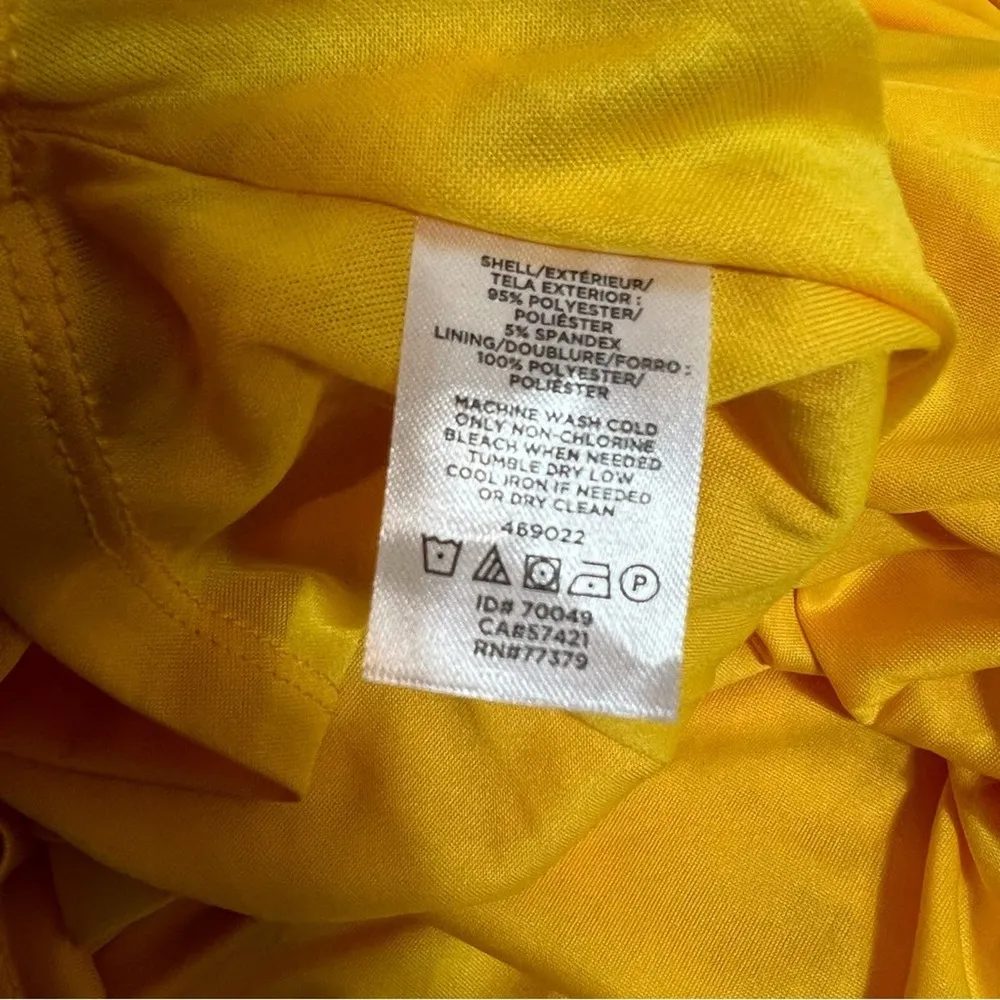 SHELL/EXTÉRIEUR/
TELA EXTERIOR :
95% POLYESTER/
POLIÉSTER
5% SPANDEX
LINING/DOUBLURE/FORRO :
100% POLYESTER/
POLIÉSTER
MACHINE WASH COLD
ONLY NON-CHLORINE
BLEACH WHEN NEEDED
TUMBLE DRY LOW
COOL IRON IF NEEDED
OR DRY CLEAN
469022
P
ID# 70049
CA#57421
RN#77379